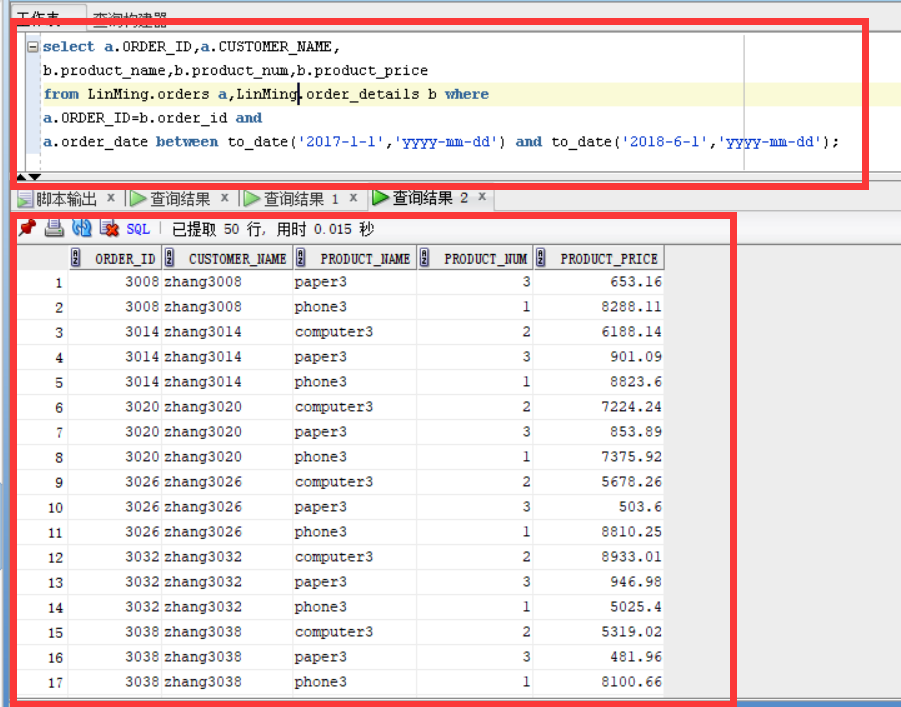 工作表 查询构建器
select a.ORDER_ID,a.CUSTOMER_NAME,
b.product_name,b.product_num,b.product_price
from LinMing.orders a,LinMing.order_details b where
a.ORDER_ID=b.order_id and
a.order_date between to_date('2017-1-1','yyyy-mm-dd') and to_date('2018-6-1','yyyy-mm-dd');
脚本输出 × 查询结果 × 查询结果 1 × 查询结果 2 ×
SQL | 已提取 50 行, 用时 0.015 秒
ORDER_ID CUSTOMER_NAME PRODUCT_NAME PRODUCT_NUM PRODUCT_PRICE
1 3008 zhang3008 paper3 3 653.16
2 3008 zhang3008 phone3 1 8288.11
3 3014 zhang3014 computer3 2 6188.14
4 3014 zhang3014 paper3 3 901.09
5 3014 zhang3014 phone3 1 8823.6
6 3020 zhang3020 computer3 2 7224.24
7 3020 zhang3020 paper3 3 853.89
8 3020 zhang3020 phone3 1 7375.92
9 3026 zhang3026 computer3 2 5678.26
10 3026 zhang3026 paper3 3 503.6
11 3026 zhang3026 phone3 1 8810.25
12 3032 zhang3032 computer3 2 8933.01
13 3032 zhang3032 paper3 3 946.98
14 3032 zhang3032 phone3 1 5025.4
15 3038 zhang3038 computer3 2 5319.02
16 3038 zhang3038 paper3 3 481.96
17 3038 zhang3038 phone3 1 8100.66